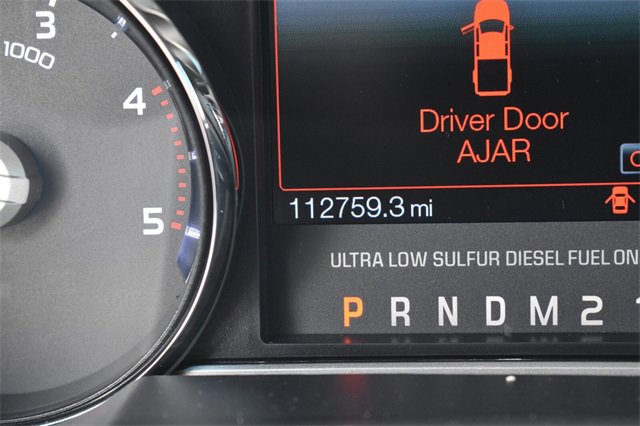 3
1000
4
5
Driver Door
AJAR
112759.3 mi
ULTRA LOW SULFUR DIESEL FUEL ON
P R N D M 2